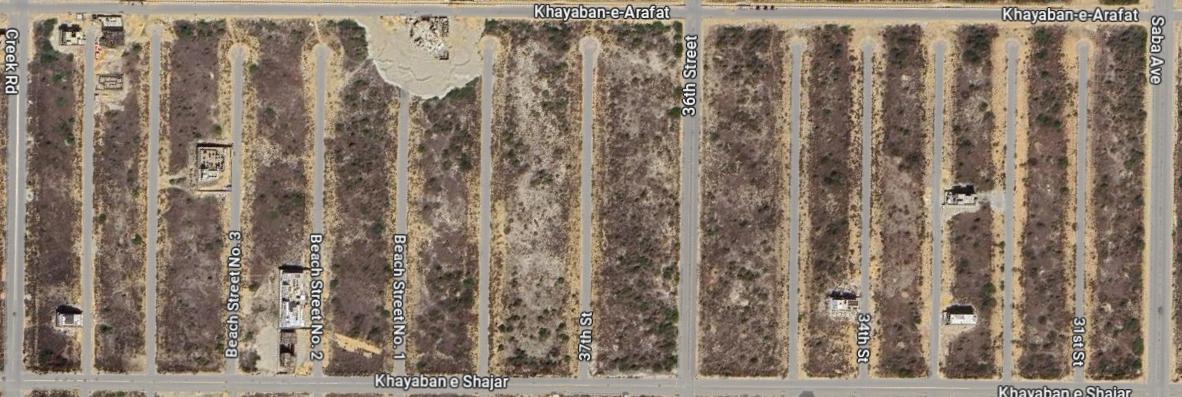 Khayaban-e-Arafat
Khayaban-e-Arafat
Creek Rd
36th Street
Saba Ave
Beach Street No. 3
Beach Street No. 2
Beach Street No. 1
37th St
34th St
31st St
Khayaban e Shajar
Khayaban e Shajar